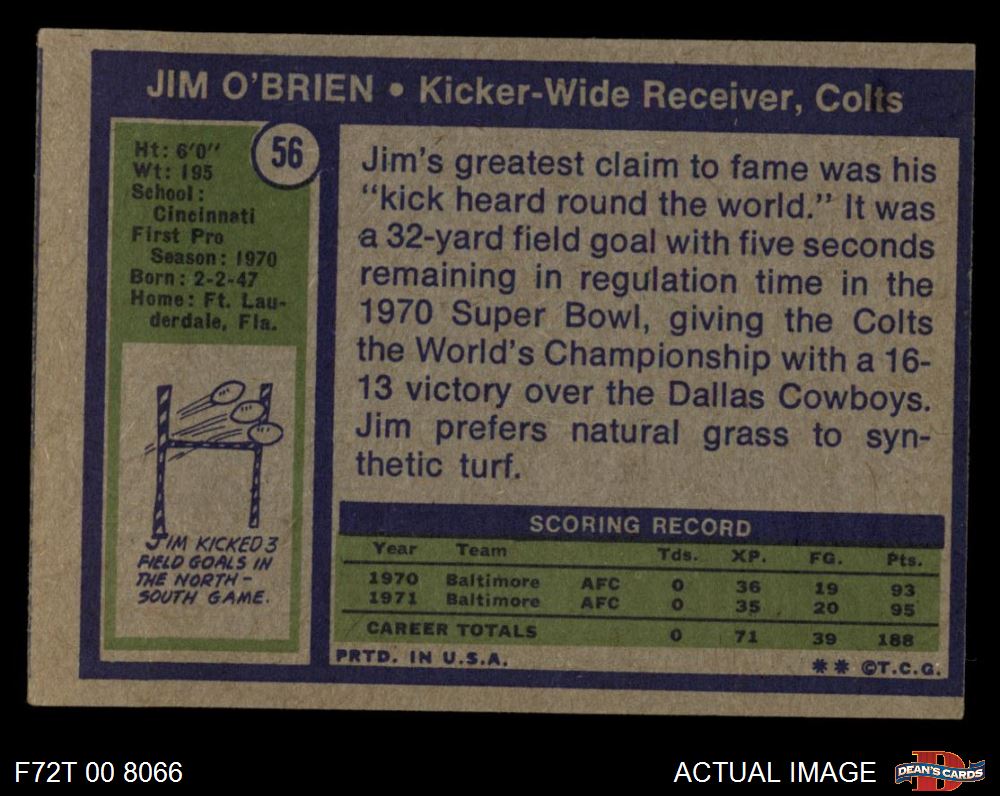 JIM O'BRIEN • Kicker-Wide Receiver, Colts
56
Ht: 6'0"
Wt: 195
School:
Cincinnati
First Pro
Season: 1970
Born: 2-2-47
Home: Ft. Lau-
derdale, Fla.
JIM KICKED 3
FIELD GOALS IN
THE NORTH-
SOUTH GAME.
Jim's greatest claim to fame was his
"kick heard round the world." It was
a 32-yard field goal with five seconds
remaining in regulation time in the
1970 Super Bowl, giving the Colts
the World's Championship with a 16-
13 victory over the Dallas Cowboys.
Jim prefers natural grass to syn-
thetic turf.
SCORING RECORD
Year Team Tds. XP. FG. Pts.
1970 Baltimore AFC 0 36 19 93
1971 Baltimore AFC 0 35 20 95
CAREER TOTALS 0 71 39 188
PRTD. IN U.S.A. ** ©T.C.G.
F72T 00 8066
ACTUAL IMAGE
D
DEAN'S CARDS